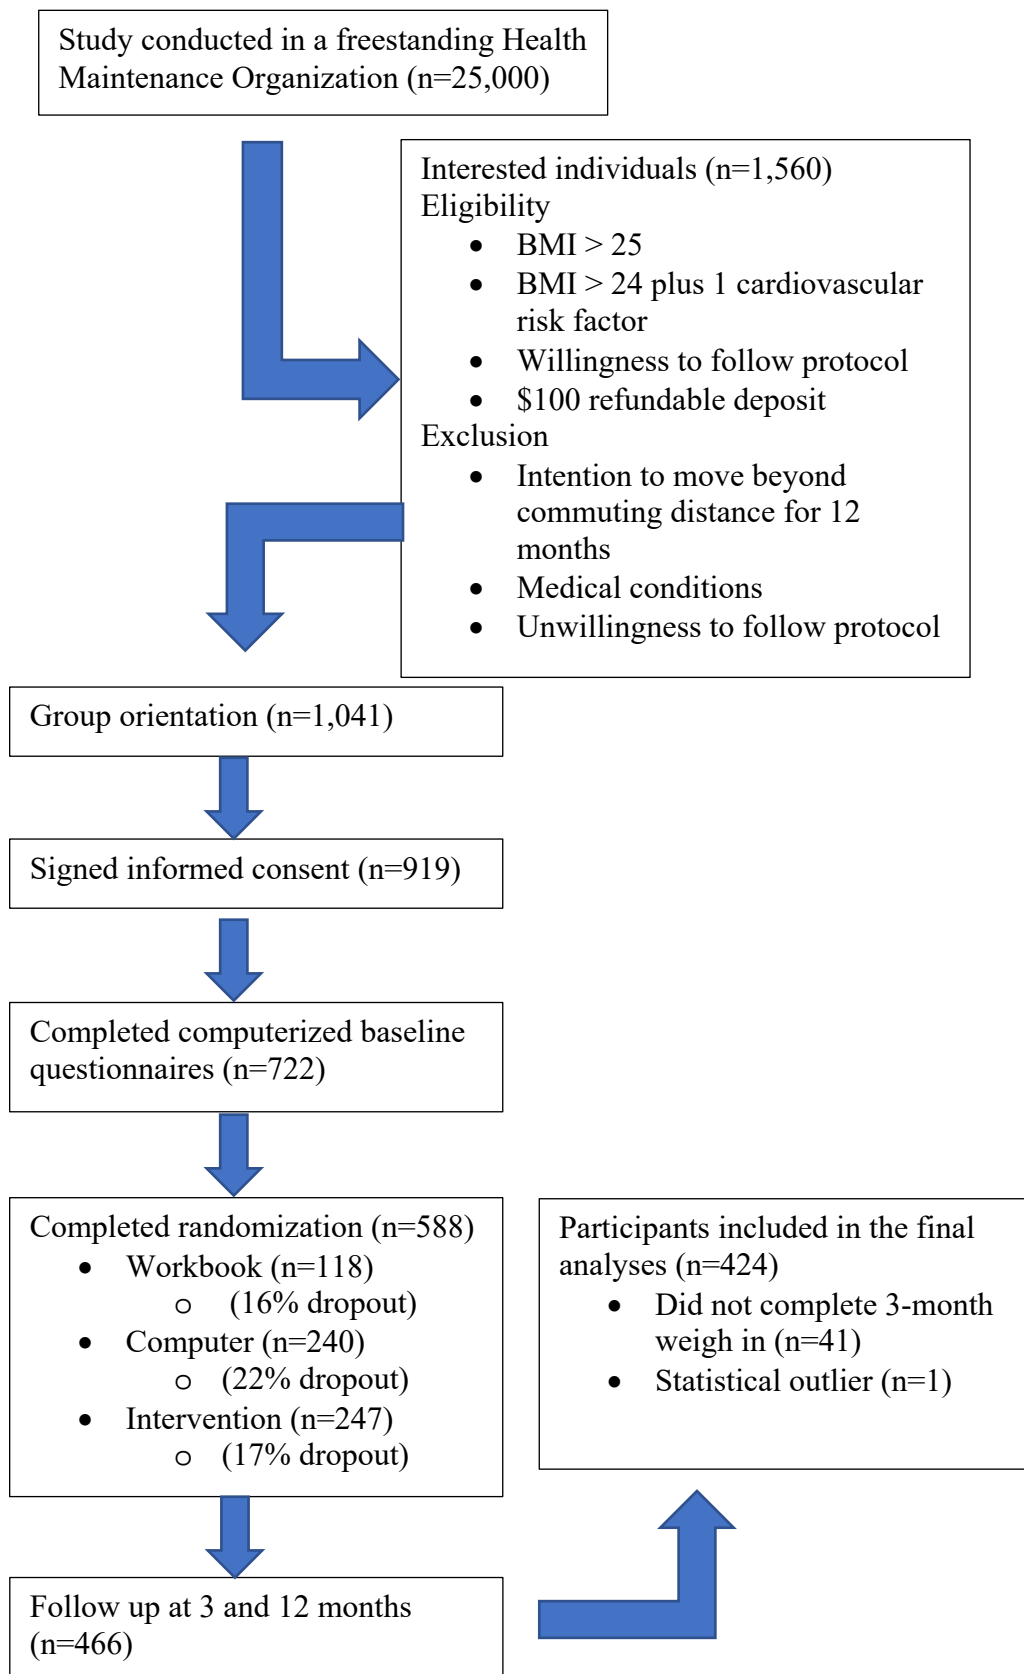 Study conducted in a freestanding Health
Maintenance Organization (n=25,000)
Interested individuals (n=1,560)
Eligibility
• BMI > 25
• BMI > 24 plus 1 cardiovascular
risk factor
• Willingness to follow protocol
• $100 refundable deposit
Exclusion
• Intention to move beyond
commuting distance for 12
months
• Medical conditions
• Unwillingness to follow protocol
Group orientation (n=1,041)
Signed informed consent (n=919)
Completed computerized baseline
questionnaires (n=722)
Completed randomization (n=588)
• Workbook (n=118)
o (16% dropout)
• Computer (n=240)
o (22% dropout)
• Intervention (n=247)
o (17% dropout)
Follow up at 3 and 12 months
(n=466)
Participants included in the final
analyses (n=424)
• Did not complete 3-month
weigh in (n=41)
• Statistical outlier (n=1)